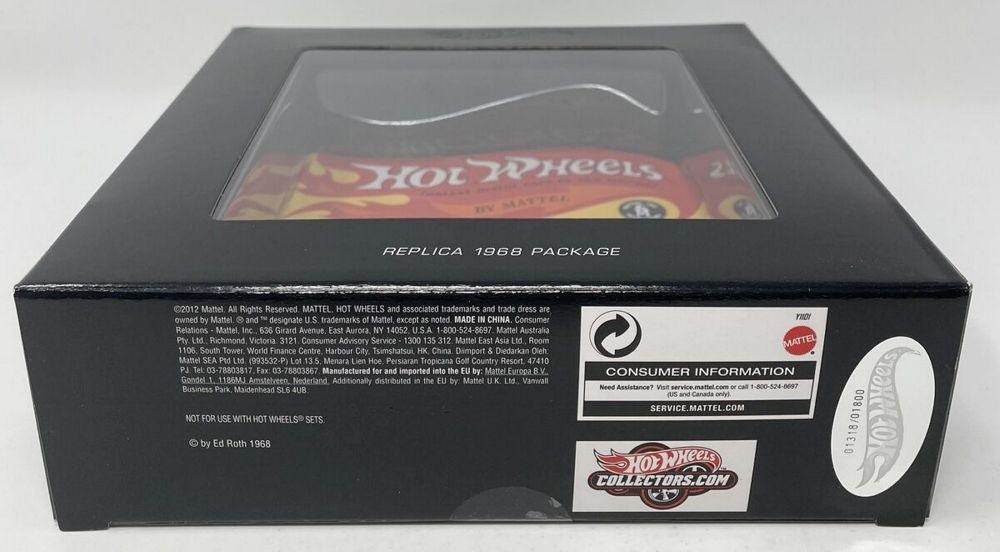 HOT WHEELS
BY MATTEL
REPLICA 1968 PACKAGE
©2012 Mattel. All Rights Reserved. MATTEL, HOT WHEELS and associated trademarks and trade dress are
owned by Mattel. ® and ™ designate U.S. trademarks of Mattel, except as noted. MADE IN CHINA. Consumer
Relations - Mattel, Inc., 636 Girard Avenue, East Aurora, NY 14052, U.S.A. 1-800-524-8697. Mattel Australia
Pty. Ltd., Richmond, Victoria. 3121. Consumer Advisory Service - 1300 135 312. Mattel East Asia Ltd., Room
1106, South Tower, World Finance Centre, Harbour City, Tsimshatsui, HK, China. Diimport & Diedarkan Oleh:
Mattel SEA Ptd Ltd. (993532-P) Lot 13.5, Menara Lien Hoe, Persiaran Tropicana Golf Country Resort, 47410
PJ. Tel: 03-78803817, Fax: 03-78803867. Manufactured for and imported into the EU by: Mattel Europa B.V.,
Gondel 1, 1186MJ Amstelveen, Nederland. Additionally distributed in the EU by: Mattel U.K. Ltd., Vanwall
Business Park, Maidenhead SL6 4UB.
NOT FOR USE WITH HOT WHEELS® SETS.
© by Ed Roth 1968
Y1101
MATTEL
CONSUMER INFORMATION
Need Assistance? Visit service.mattel.com or call 1-800-524-8697
(US and Canada only).
SERVICE.MATTEL.COM
HOT WHEELS
COLLECTORS.COM
HOT WHEELS
01318/01800